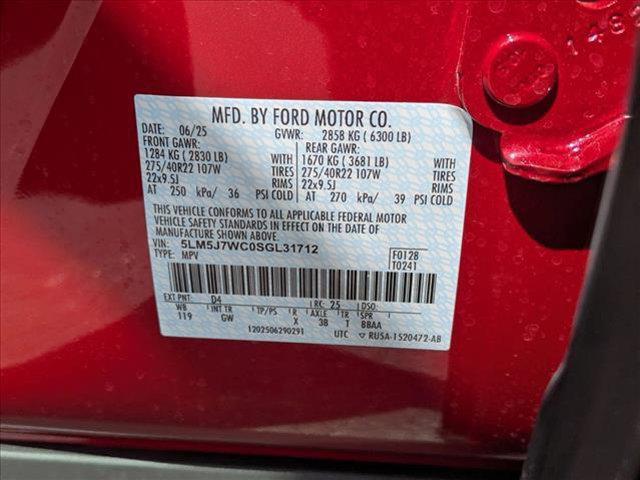 MFD. BY FORD MOTOR CO.
DATE: 06/25 GVWR: 2858 KG ( 6300 LB)
FRONT GAWR: REAR GAWR:
1284 KG ( 2830 LB) WITH 1670 KG ( 3681 LB) WITH
275/40R22 107W TIRES 275/40R22 107W TIRES
22x9.5J RIMS 22x9.5J RIMS
AT 250 kPa/ 36 PSI COLD AT 270 kPa/ 39 PSI COLD
THIS VEHICLE CONFORMS TO ALL APPLICABLE FEDERAL MOTOR
VEHICLE SAFETY STANDARDS IN EFFECT ON THE DATE OF
MANUFACTURE SHOWN ABOVE.
VIN: 5LM5J7WC0SGL31712 F0128
TYPE: MPV T0241
EXT PNT: D4 RC: 25 DSO:
WB INT TR TP/PS R AXLE TR SPR
119 GW X 3B T BBAA
1202506290291 UTC ▽ RU5A-1520472-AB